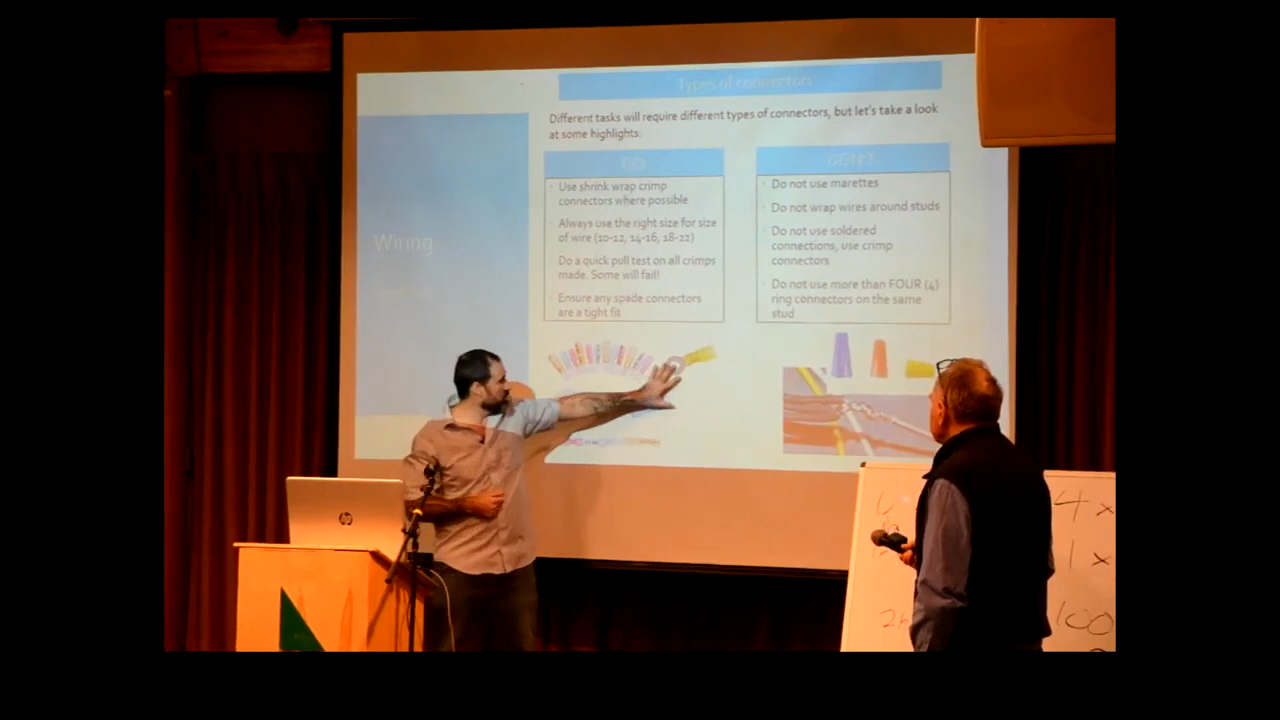 Types of connectors
Different tasks will require different types of connectors, but let's take a look
at some highlights:
Wiring
DO
Use shrink wrap crimp
connectors where possible
Always use the right size for size
of wire (10-12, 14-16, 18-22)
Do a quick pull test on all crimps
made. Some will fail!
Ensure any spade connectors
are a tight fit
DON'T
Do not use marettes
Do not wrap wires around studs
Do not use soldered
connections, use crimp
connectors
Do not use more than FOUR (4)
ring connectors on the same
stud
hp
4 x
1 x
100